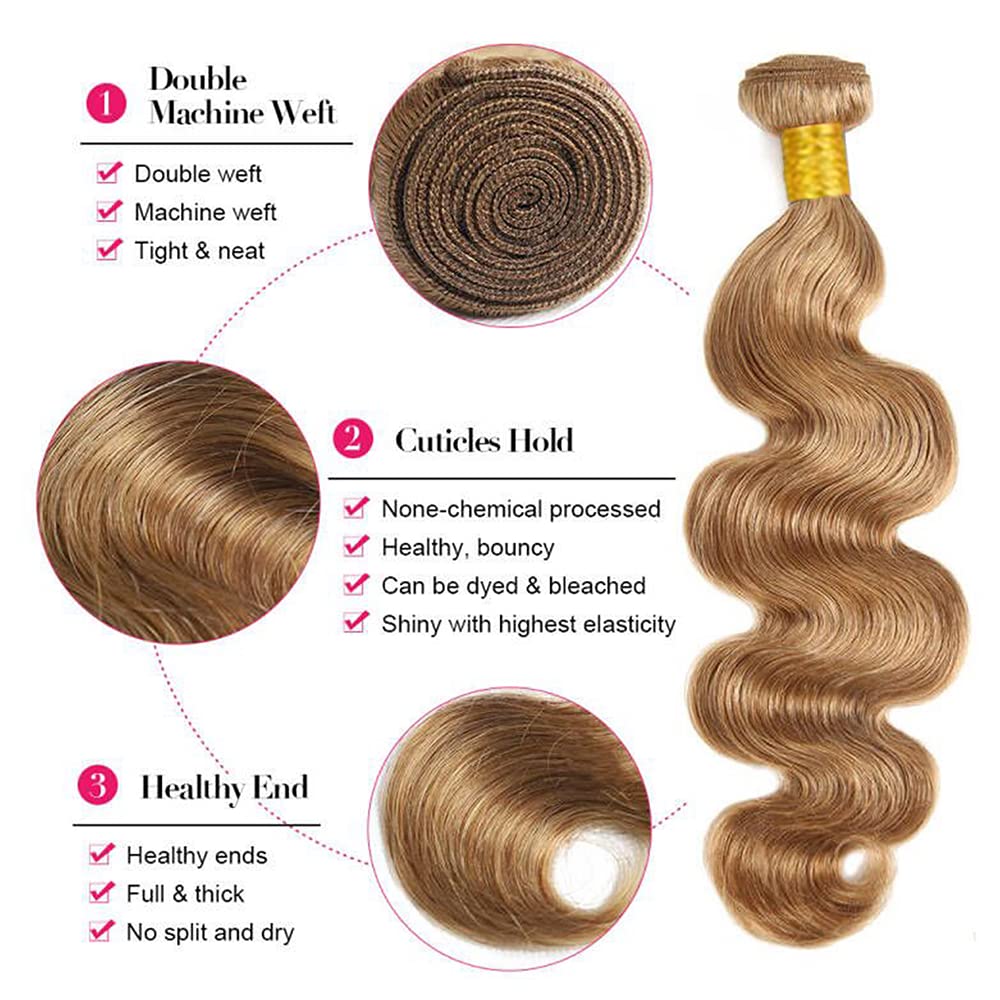 1
Double
Machine Weft
Double weft
Machine weft
Tight & neat
2
Cuticles Hold
None-chemical processed
Healthy, bouncy
Can be dyed & bleached
Shiny with highest elasticity
3
Healthy End
Healthy ends
Full & thick
No split and dry